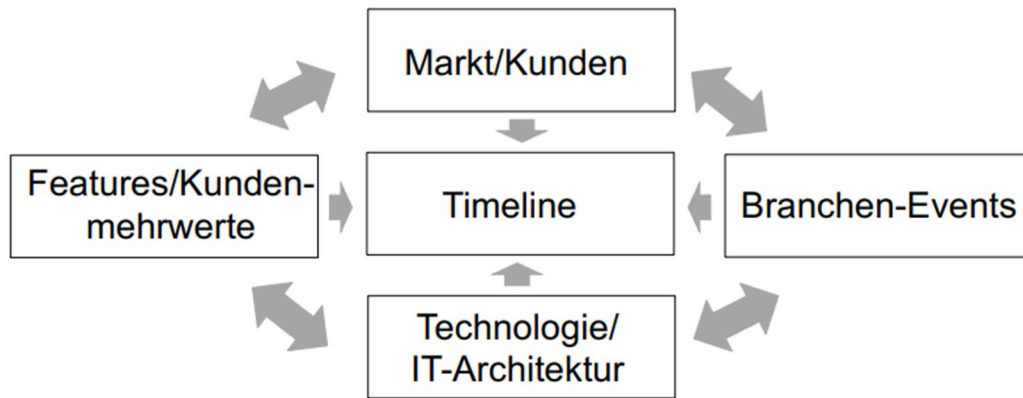 Markt/Kunden
Features/Kunden-
mehrwerte
Timeline
Branchen-Events
Technologie/
IT-Architektur